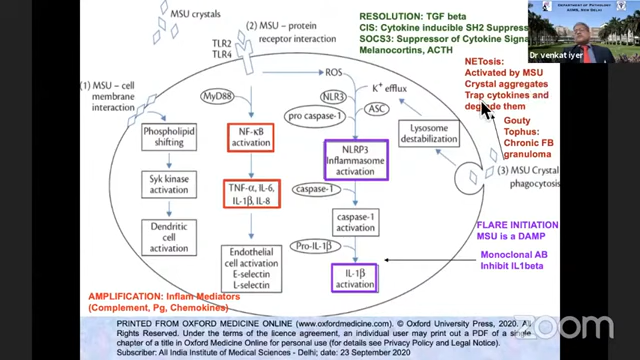 MSU crystals
(2) MSU – protein
receptor interaction
TLR2
TLR4
RESOLUTION: TGF beta
CIS: Cytokine inducible SH2 Suppres
SOCS3: Suppressor of Cytokine Signa
Melanocortins, ACTH
DEPARTMENT OF PATHOLOGY
AIIMS, NEW DELHI
Dr venkat iyer
NETosis:
Activated by MSU
Crystal aggregates
Trap cytokines and
degrade them
Gouty
Tophus:
Chronic FB
granuloma
(1) MSU – cell
membrane
interaction
MyD88
ROS
NLR3
K+ efflux
ASC
pro caspase-1
Phospholipid
shifting
NF-κB
activation
Lysosome
destabilization
NLRP3
Inflammasome
activation
(3) MSU Crystal
phagocytosis
Syk kinase
activation
TNF-α, IL-6,
IL-1β, IL-8
caspase-1
caspase-1
activation
Dendritic
cell
activation
Endothelial
cell activation
E-selectin
L-selectin
Pro-IL-1β
IL-1β
activation
FLARE INITIATION
MSU is a DAMP
Monoclonal AB
Inhibit IL1beta
AMPLIFICATION: Inflam Mediators
(Complement, Pg, Chemokines)
PRINTED FROM OXFORD MEDICINE ONLINE (www.oxfordmedicine.com). © Oxford University Press, 2020. All
Rights Reserved. Under the terms of the licence agreement, an individual user may print out a PDF of a single
chapter of a title in Oxford Medicine Online for personal use (for details see Privacy Policy and Legal Notice).
Subscriber: All India Institute of Medical Sciences - Delhi; date: 23 September 2020
zoom